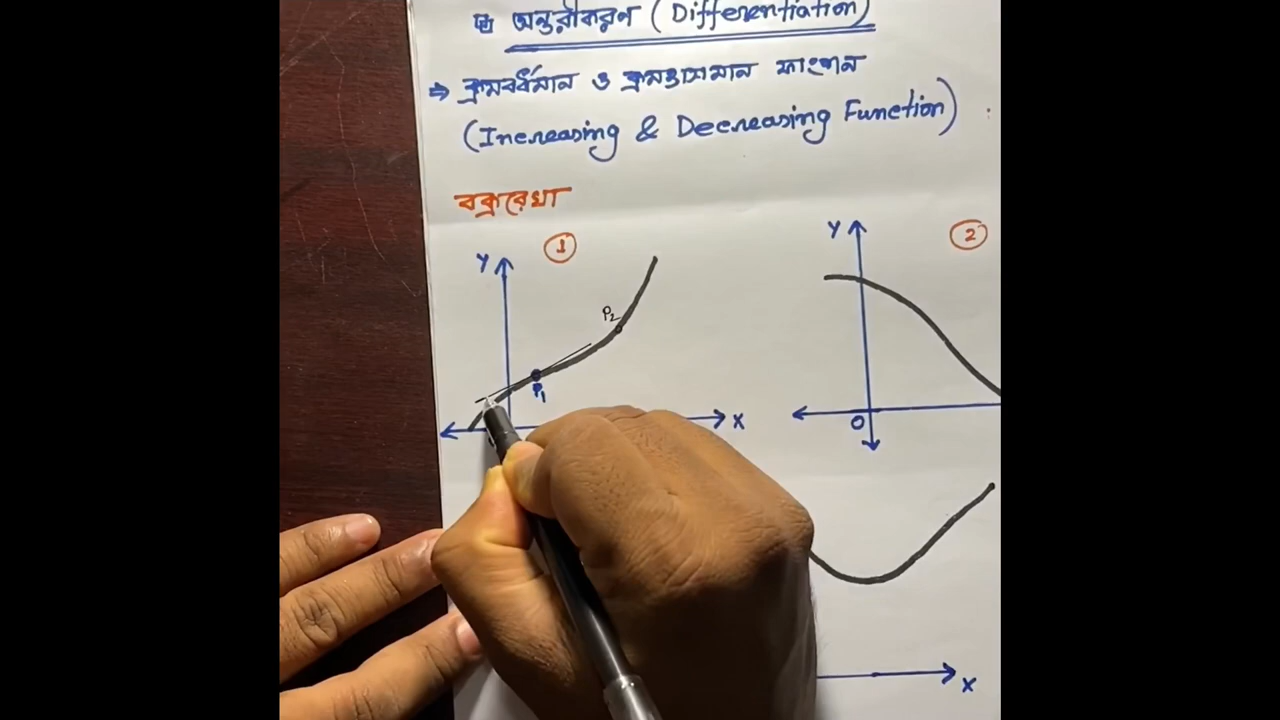 অন্তরীকরণ (Differentiation)
⇒ ক্রমবর্ধমান ও ক্রমহ্রাসমান ফাংশন
(Increasing & Decreasing Function)
বক্ররেখা
1
2
Y
Y
P2
P1
X
O
X